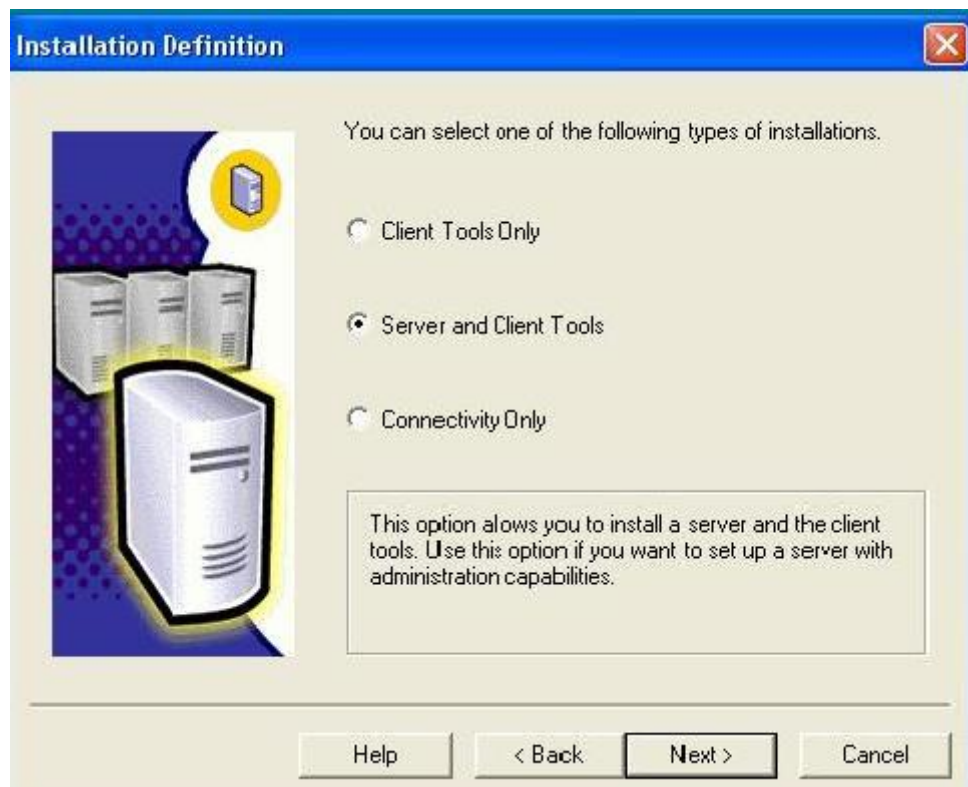 Installation Definition
You can select one of the following types of installations.
Client Tools Only
Server and Client Tools
Connectivity Only
This option allows you to install a server and the client
tools. Use this option if you want to set up a server with
administration capabilities.
Help
< Back
Next >
Cancel